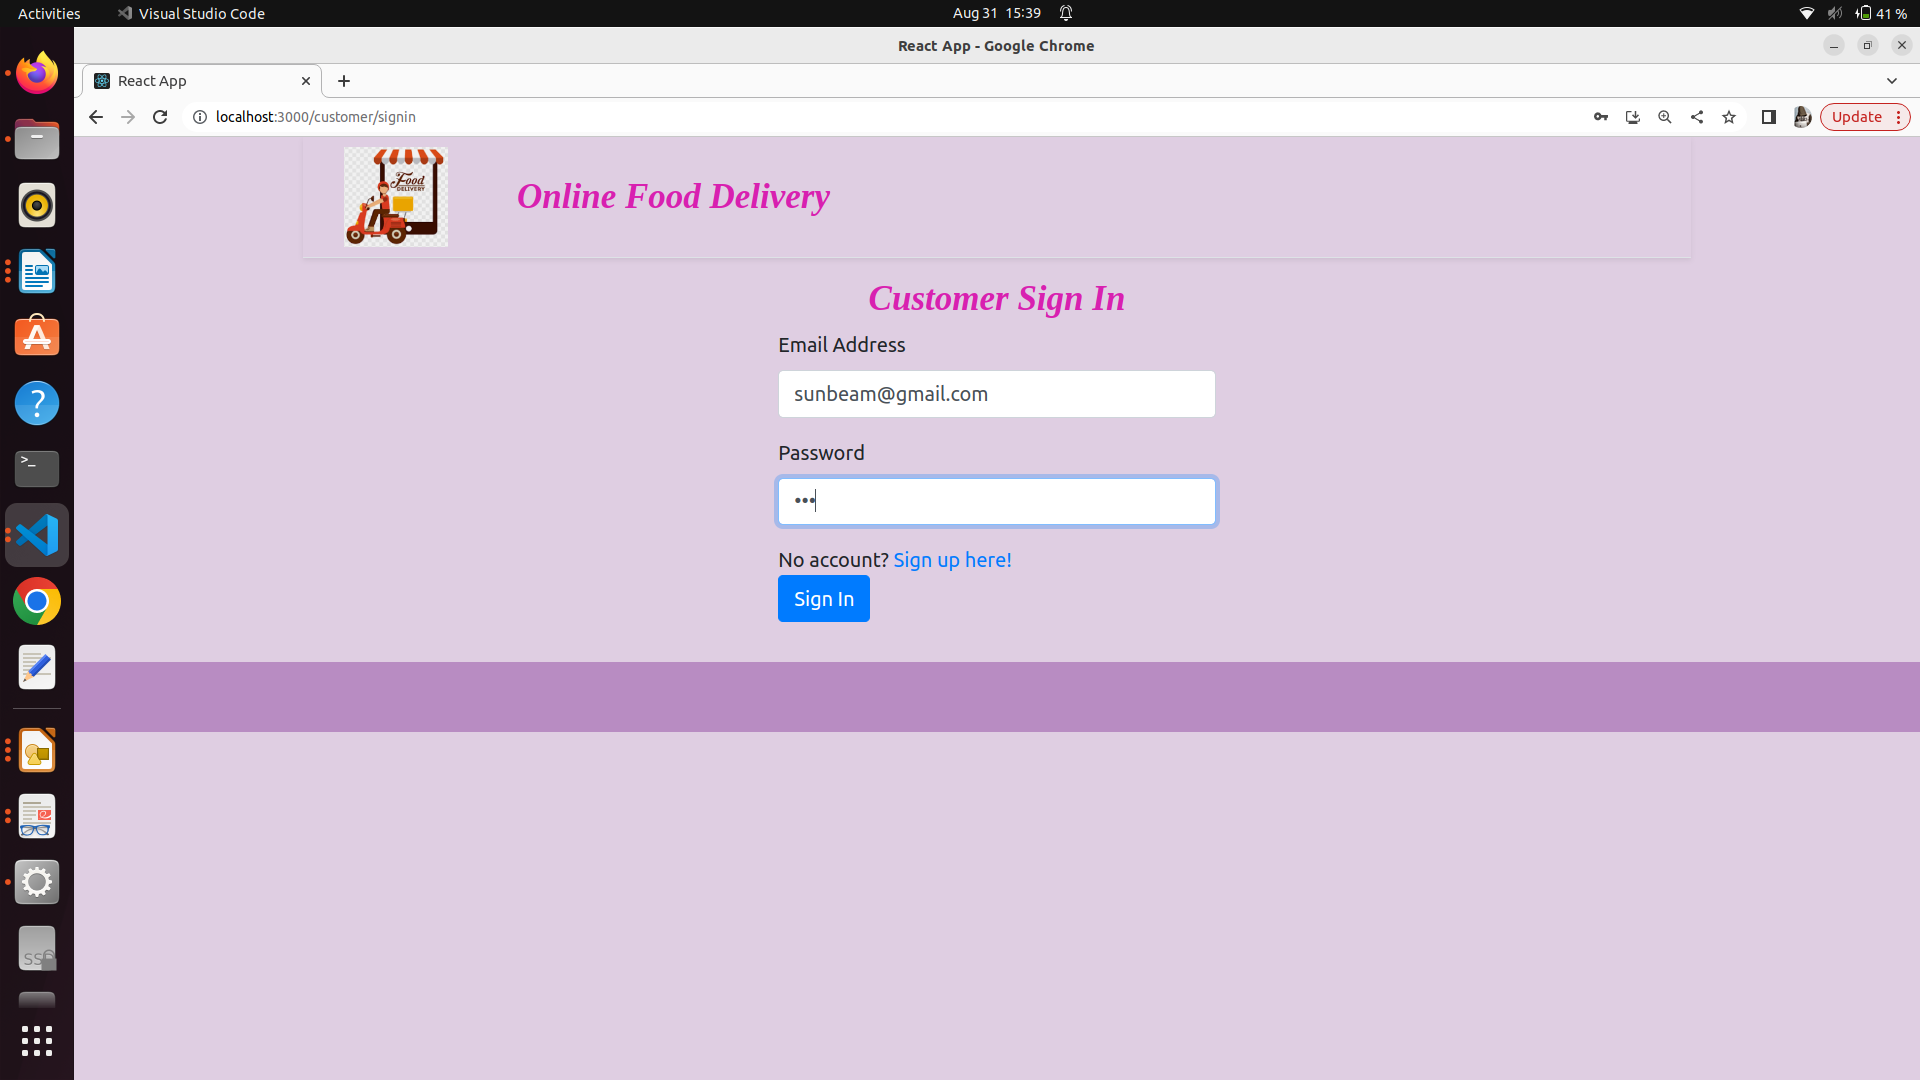 Activities
Visual Studio Code
Aug 31 15:39
41 %
React App - Google Chrome
React App
localhost:3000/customer/signin
Update
Food
DELIVERY
Online Food Delivery
Customer Sign In
Email Address
sunbeam@gmail.com
Password
•••
No account? Sign up here!
Sign In
>_
?